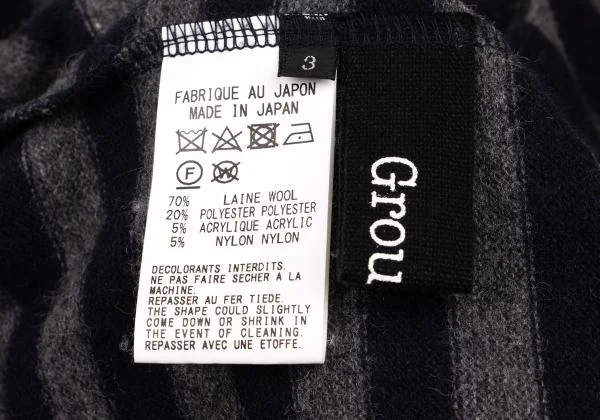 3
FABRIQUE AU JAPON
MADE IN JAPAN
F
W
70% LAINE WOOL
20% POLYESTER POLYESTER
5% ACRYLIQUE ACRYLIC
5% NYLON NYLON
DECOLORANTS INTERDITS.
NE PAS FAIRE SECHER A LA
MACHINE.
REPASSER AU FER TIEDE.
THE SHAPE COULD SLIGHTLY
COME DOWN OR SHRINK IN
THE EVENT OF CLEANING.
REPASSER AVEC UNE ETOFFE.
Grou